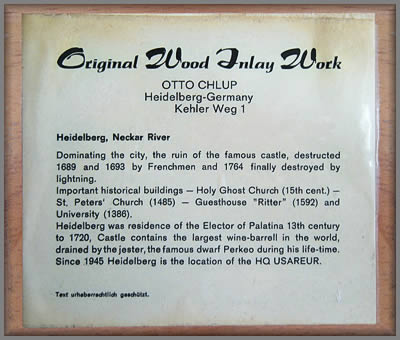 Original Wood Inlay Work
OTTO CHLUP
Heidelberg-Germany
Kehler Weg 1
Heidelberg, Neckar River
Dominating the city, the ruin of the famous castle, destructed
1689 and 1693 by Frenchmen and 1764 finally destroyed by
lightning.
Important historical buildings — Holy Ghost Church (15th cent.) —
St. Peters' Church (1485) — Guesthouse "Ritter" (1592) and
University (1386).
Heidelberg was residence of the Elector of Palatina 13th century
to 1720, Castle contains the largest wine-barrell in the world,
drained by the jester, the famous dwarf Perkeo during his life-time.
Since 1945 Heidelberg is the location of the HQ USAREUR.
Text urheberrechtlich geschützt.